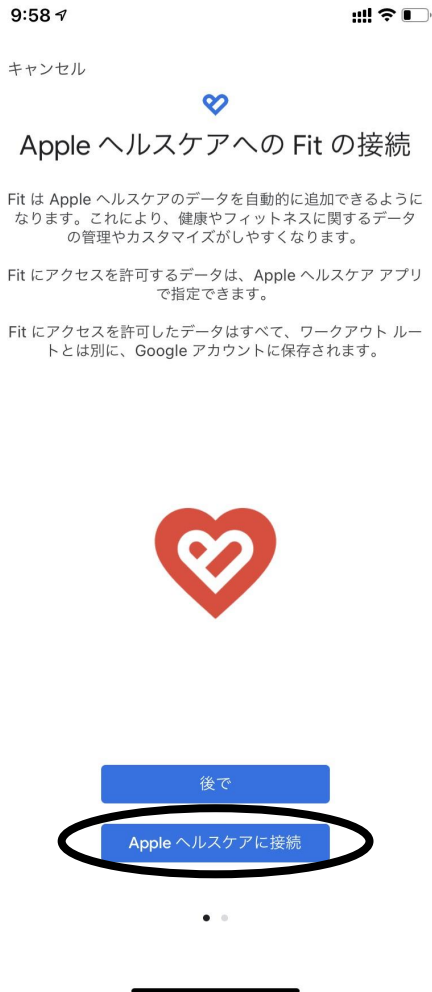 9:58
キャンセル
Apple ヘルスケアへの Fit の接続
Fit は Apple ヘルスケアのデータを自動的に追加できるように
なります。これにより、健康やフィットネスに関するデータ
の管理やカスタマイズがしやすくなります。
Fit にアクセスを許可するデータは、Apple ヘルスケア アプリ
で指定できます。
Fit にアクセスを許可したデータはすべて、ワークアウト ルー
トとは別に、Google アカウントに保存されます。
後で
Apple ヘルスケアに接続